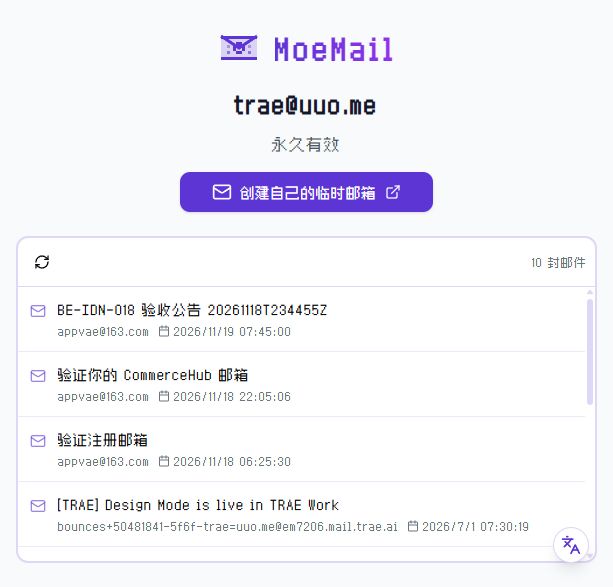 MoeMail
trae@uuo.me
永久有效
创建自己的临时邮箱
10 封邮件
BE-IDN-018 验收公告 20261118T234455Z
appvae@163.com 2026/11/19 07:45:00
验证你的 CommerceHub 邮箱
appvae@163.com 2026/11/18 22:05:06
验证注册邮箱
appvae@163.com 2026/11/18 06:25:30
[TRAE] Design Mode is live in TRAE Work
bounces+50481841-5f6f-trae=uuo.me@em7206.mail.trae.ai 2026/7/1 07:30:19